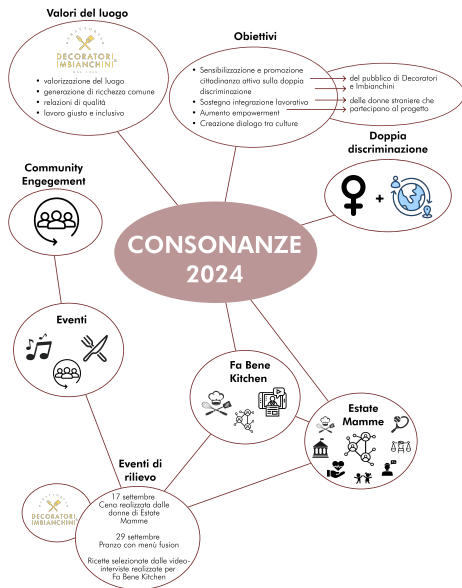 Valori del luogo
DECORATORI
IMBIANCHINI
• valorizzazione del luogo
• generazione di ricchezza comune
• relazioni di qualità
• lavoro giusto e inclusivo
Obiettivi
• Sensibilizzazione e promozione
cittadinanza attiva sulla doppia
discriminazione
• Sostegno integrazione lavorativa
• Aumento empowerment
• Creazione dialogo tra culture
del pubblico di Decoratori
e Imbianchini
delle donne straniere che
partecipano al progetto
Doppia
discriminazione
+
Community
Engegement
CONSONANZE
2024
Eventi
Fa Bene
Kitchen
Estate
Mamme
Eventi di
rilievo
DECORATORI
IMBIANCHINI
17 settembre
Cena realizzata dalle
donne di Estate
Mamme
29 settembre
Pranzo con menù fusion
Ricette selezionate dalle video-
interviste realizzate per
Fa Bene Kitchen